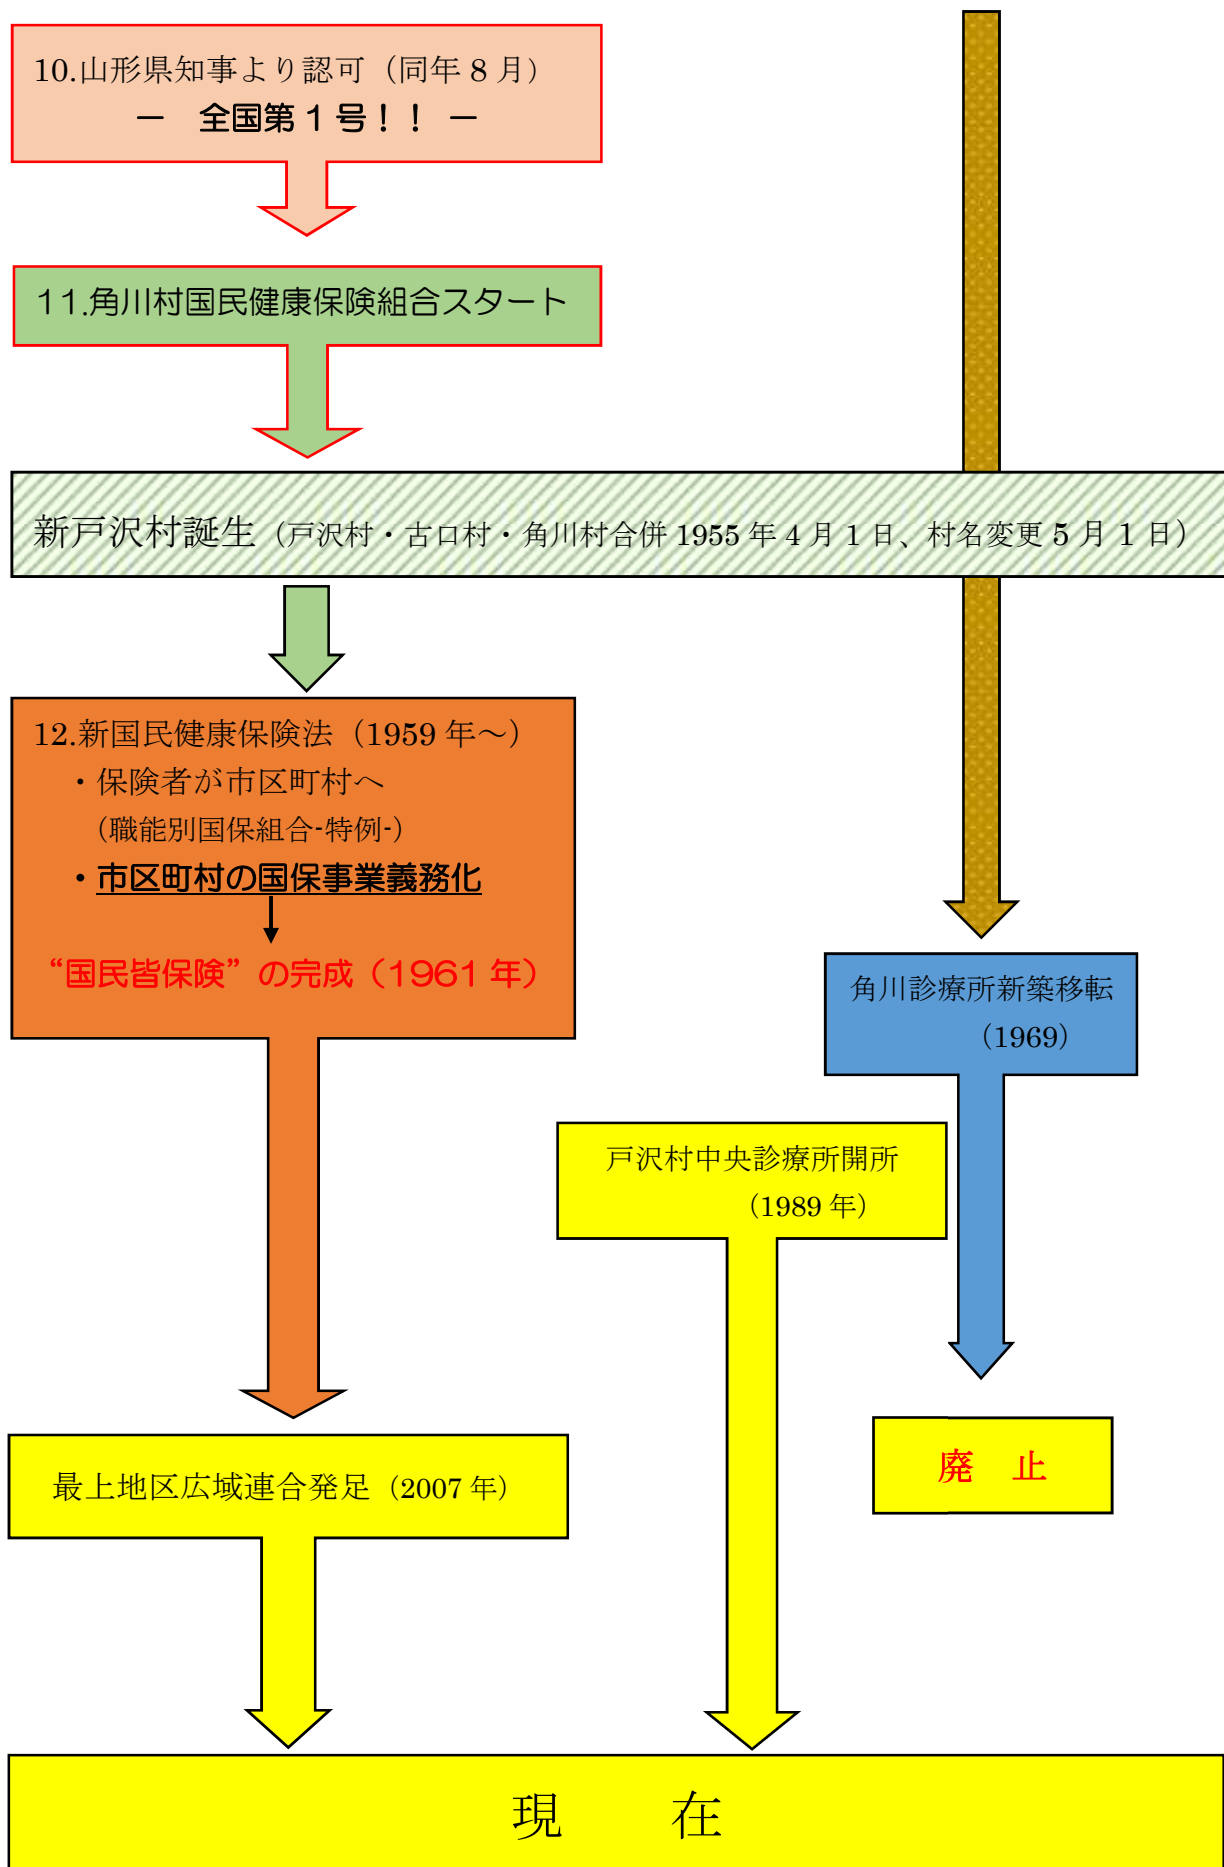 10.山形県知事より認可（同年８月）
－　全国第１号！！ －
１１.角川村国民健康保険組合スタート
新戸沢村誕生（戸沢村・古口村・角川村合併 1955 年 4 月 1 日、村名変更 5 月 1 日）
12.新国民健康保険法（1959 年～）
・保険者が市区町村へ
（職能別国保組合-特例-）
・市区町村の国保事業義務化
“国民皆保険”の完成（1961 年）
角川診療所新築移転
（1969）
戸沢村中央診療所開所
（1989 年）
最上地区広域連合発足（2007 年）
廃　止
現　在